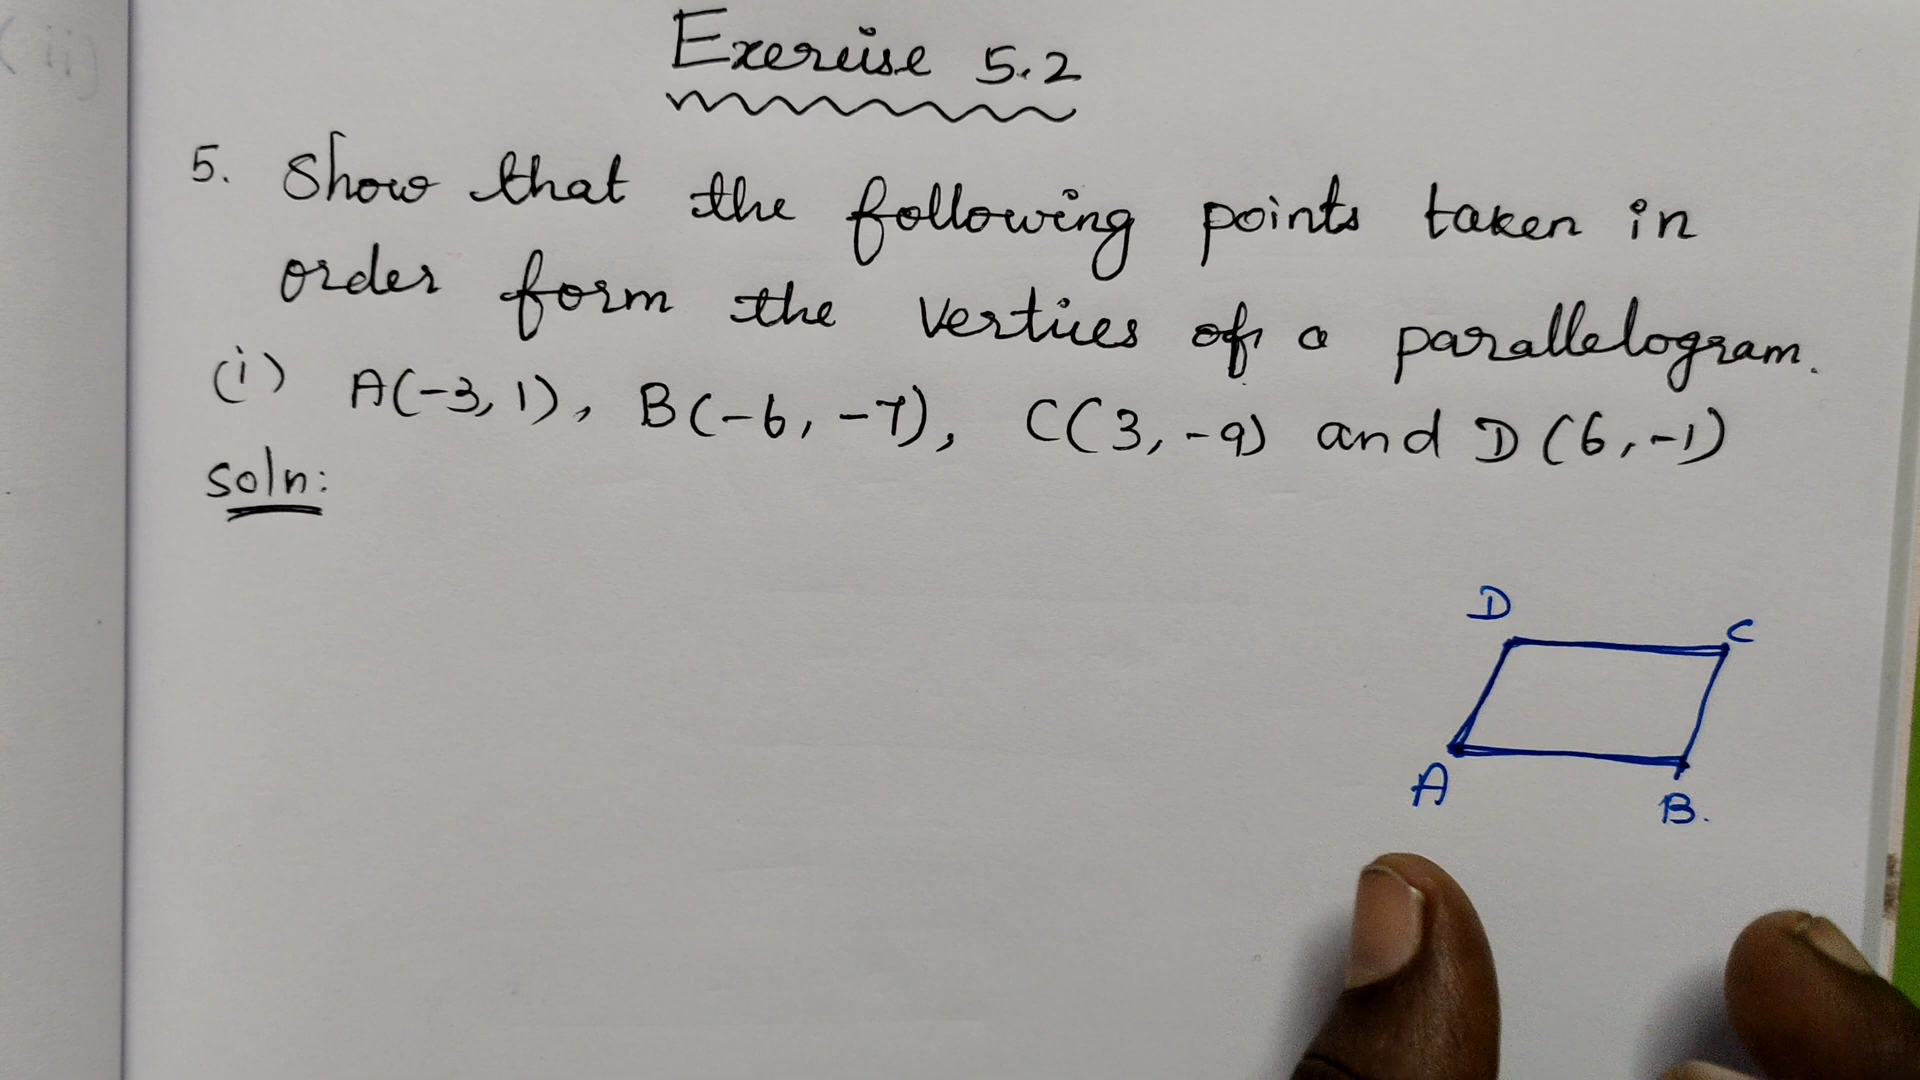 Exercise 5.2
5. Show that the following points taken in
order form the vertices of a parallelogram.
(i) A(-3, 1), B(-6, -7), C(3, -9) and D(6, -1)
Soln:
D
C
A
B.